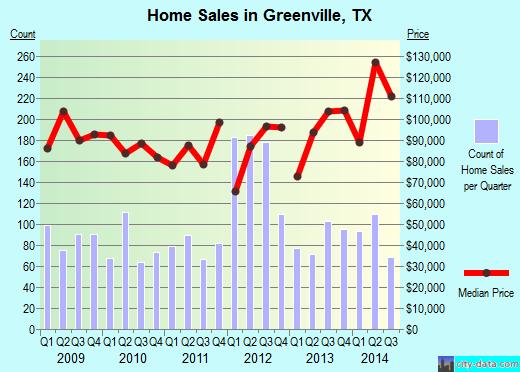 Home Sales in Greenville, TX
Count
Price
260
240
220
200
180
160
140
120
100
80
60
40
20
0
$130,000
$120,000
$110,000
$100,000
$90,000
$80,000
$70,000
$60,000
$50,000
$40,000
$30,000
$20,000
$10,000
$0
Count of
Home Sales
per Quarter
Median Price
Q1 Q2 Q3 Q4 Q1 Q2 Q3 Q4 Q1 Q2 Q3 Q4 Q1 Q2 Q3 Q4 Q1 Q2 Q3 Q4 Q1 Q2 Q3
2009 2010 2011 2012 2013 2014
city-data.com